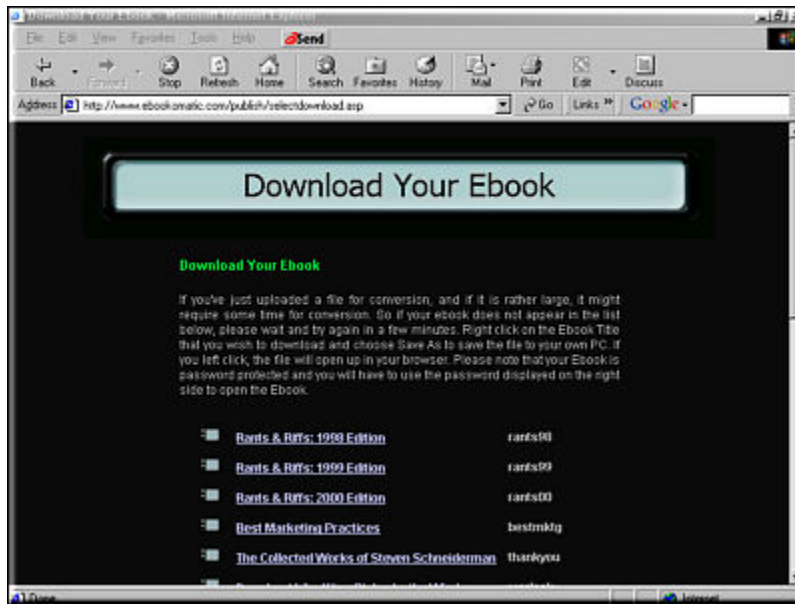 Download Your Ebook - Microsoft Internet Explorer
File Edit View Favorites Tools Help Send
Back Forward Stop Refresh Home Search Favorites History Mail Print Edit Discuss
Address http://www.ebookomatic.com/publish/selectdownload.asp Go Links » Google
Download Your Ebook
Download Your Ebook
If you've just uploaded a file for conversion, and if it is rather large, it might
require some time for conversion. So if your ebook does not appear in the list
below, please wait and try again in a few minutes. Right click on the Ebook Title
that you wish to download and choose Save As to save the file to your own PC. If
you left click, the file will open up in your browser. Please note that your Ebook is
password protected and you will have to use the password displayed on the right
side to open the Ebook.
Rants & Riffs: 1998 Edition rants98
Rants & Riffs: 1999 Edition rants99
Rants & Riffs: 2000 Edition rants00
Best Marketing Practices bestmktg
The Collected Works of Steven Schneiderman thankyou
Done Internet